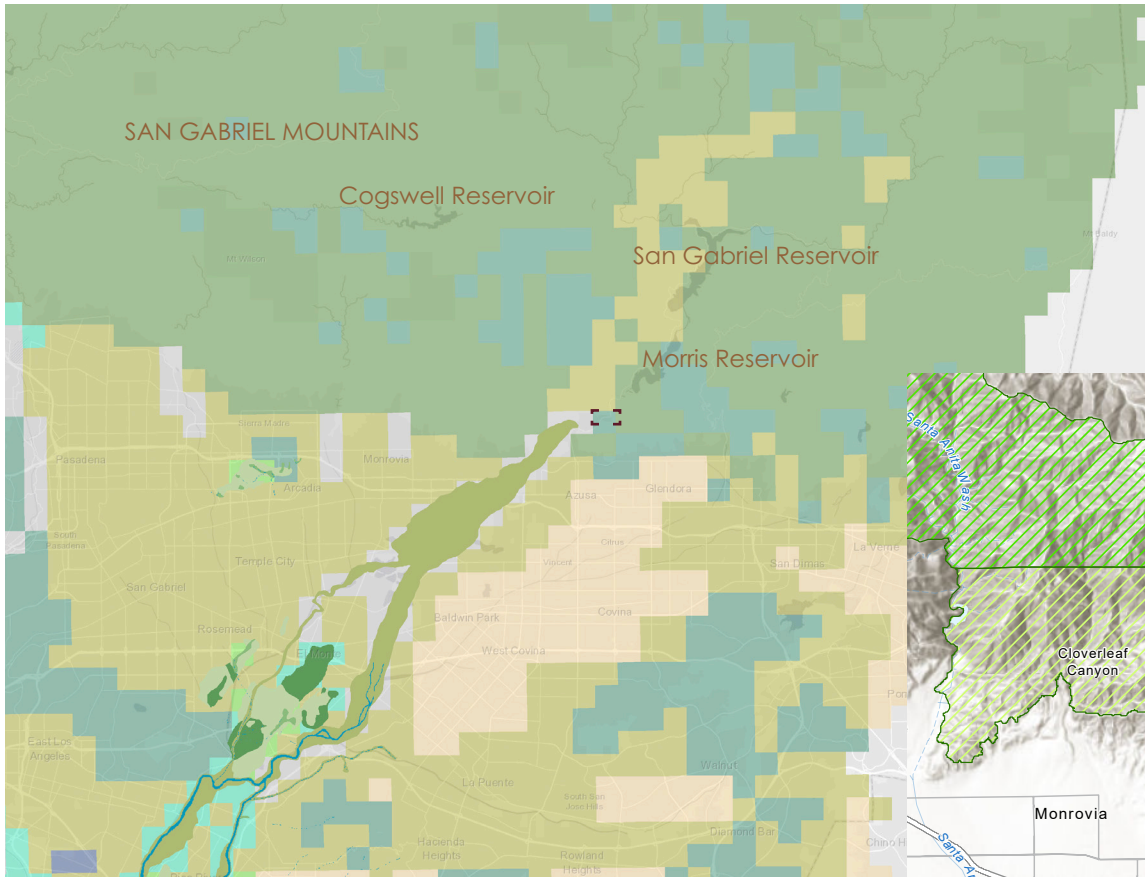 SAN GABRIEL MOUNTAINS
Cogswell Reservoir
San Gabriel Reservoir
Mt Baldy
Mt Wilson
Morris Reservoir
Sierra Madre
Pasadena
Monrovia
Arcadia
Azusa
Glendora
South
Pasadena
Temple City
Citrus
Vincent
San Dimas
La Verne
San Gabriel
Baldwin Park
Covina
Rosemead
El Monte
West Covina
East Los
Angeles
Walnut
La Puente
South San
Jose Hills
Diamond Bar
Hacienda
Heights
Rowland
Heights
Chino H
Santa Anita Wash
Cloverleaf
Canyon
Monrovia